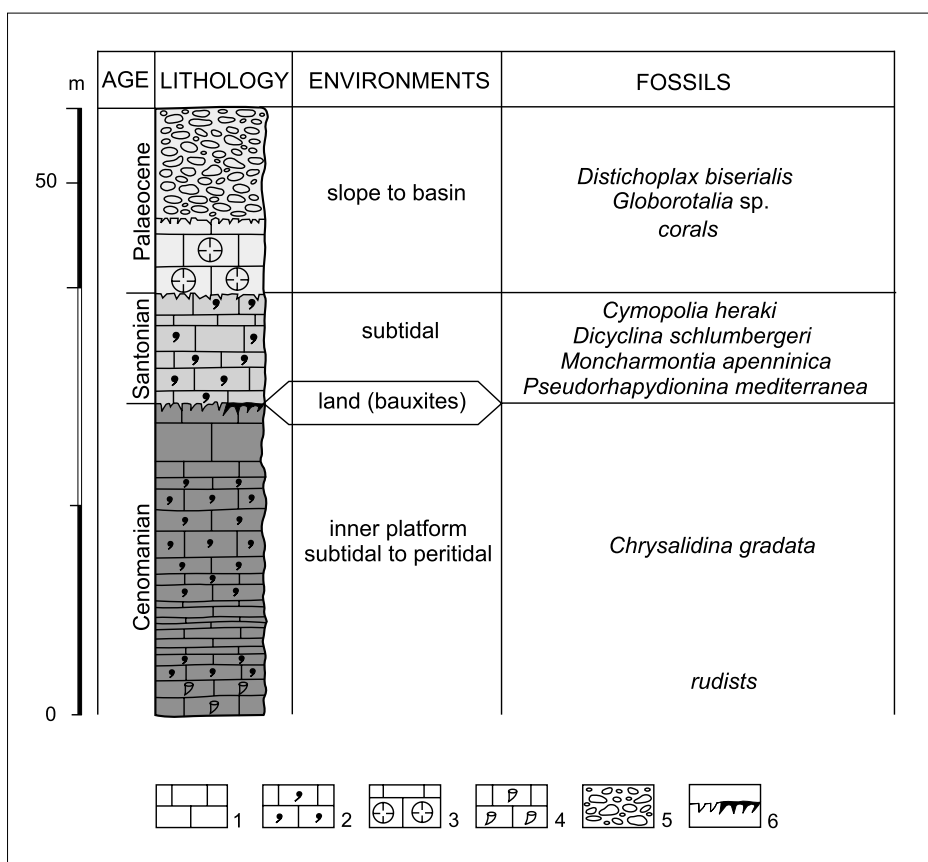 m AGE LITHOLOGY ENVIRONMENTS FOSSILS
50
0
Palaeocene
slope to basin
Distichoplax biserialis
Globorotalia sp.
corals
Santonian
subtidal
Cymopolia heraki
Dicyclina schlumbergeri
Moncharmontia apenninica
Pseudorhapydionina mediterranea
land (bauxites)
Cenomanian
inner platform
subtidal to peritidal
Chrysalidina gradata
rudists
1 2 3 4 5 6